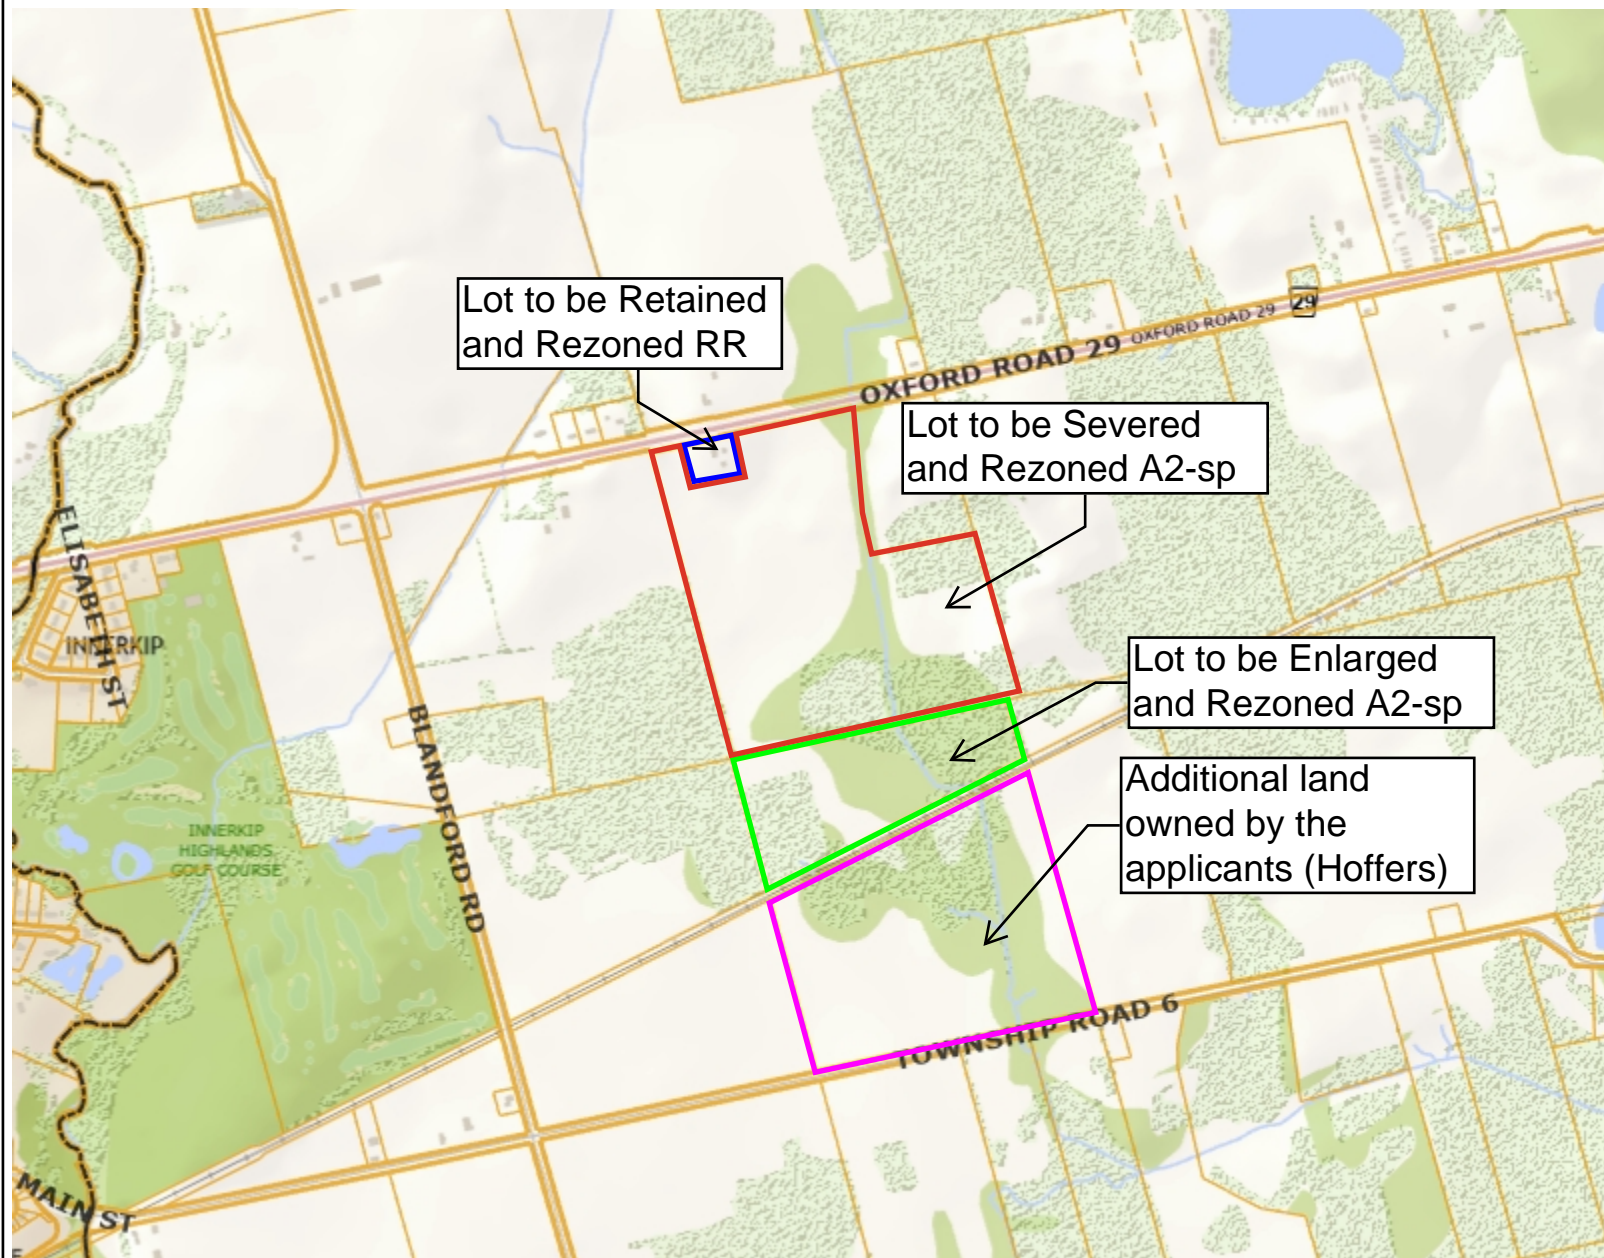 Lot to be Retained
and Rezoned RR
29
OXFORD ROAD 29
OXFORD ROAD 29
Lot to be Severed
and Rezoned A2-sp
ELISABETH ST
INNERKIP
Lot to be Enlarged
and Rezoned A2-sp
BLANDFORD RD
Additional land
owned by the
applicants (Hoffers)
INNERKIP
HIGHLANDS
GOLF COURSE
TOWNSHIP ROAD 6
MAIN ST